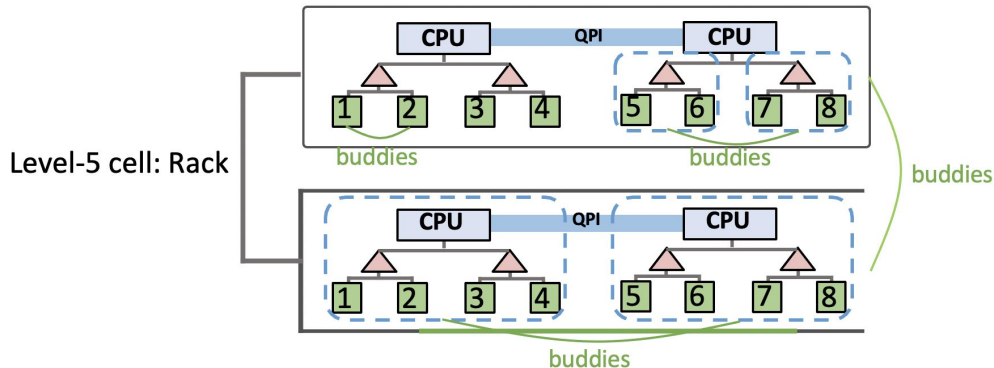 CPU QPI CPU
1 2 3 4 5 6 7 8
buddies buddies
Level-5 cell: Rack
buddies
CPU QPI CPU
1 2 3 4 5 6 7 8
buddies